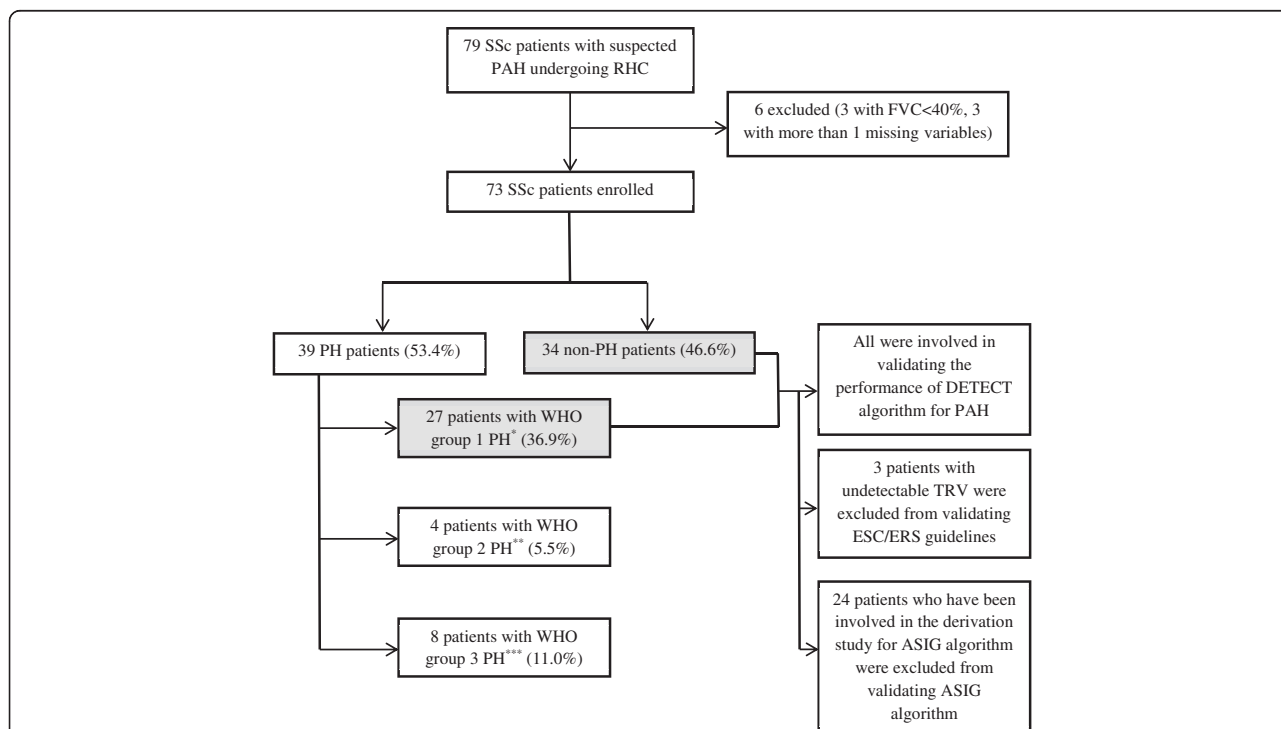 79 SSc patients with suspected
PAH undergoing RHC
6 excluded (3 with FVC<40%, 3
with more than 1 missing variables)
73 SSc patients enrolled
39 PH patients (53.4%)
34 non-PH patients (46.6%)
27 patients with WHO
group 1 PH* (36.9%)
4 patients with WHO
group 2 PH** (5.5%)
8 patients with WHO
group 3 PH*** (11.0%)
All were involved in
validating the
performance of DETECT
algorithm for PAH
3 patients with
undetectable TRV were
excluded from validating
ESC/ERS guidelines
24 patients who have been
involved in the derivation
study for ASIG algorithm
were excluded from
validating ASIG
algorithm